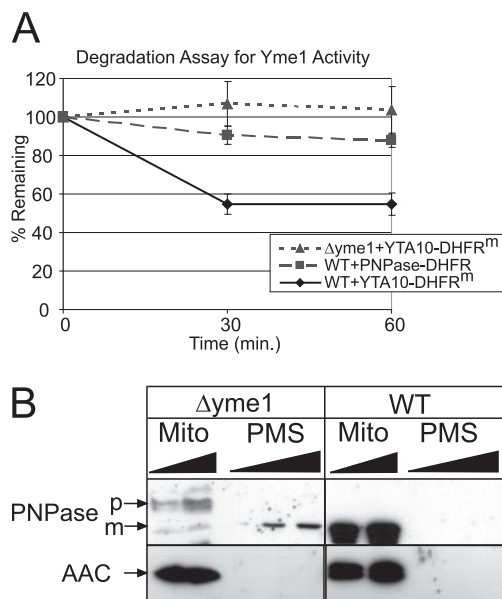 A
Degradation Assay for Yme1 Activity
120
100
80
60
40
20
0
% Remaining
0 30 60
Time (min.)
Δyme1+YTA10-DHFRᵐ
WT+PNPase-DHFR
WT+YTA10-DHFRᵐ
B
Δyme1 WT
Mito PMS Mito PMS
PNPase p
m
AAC